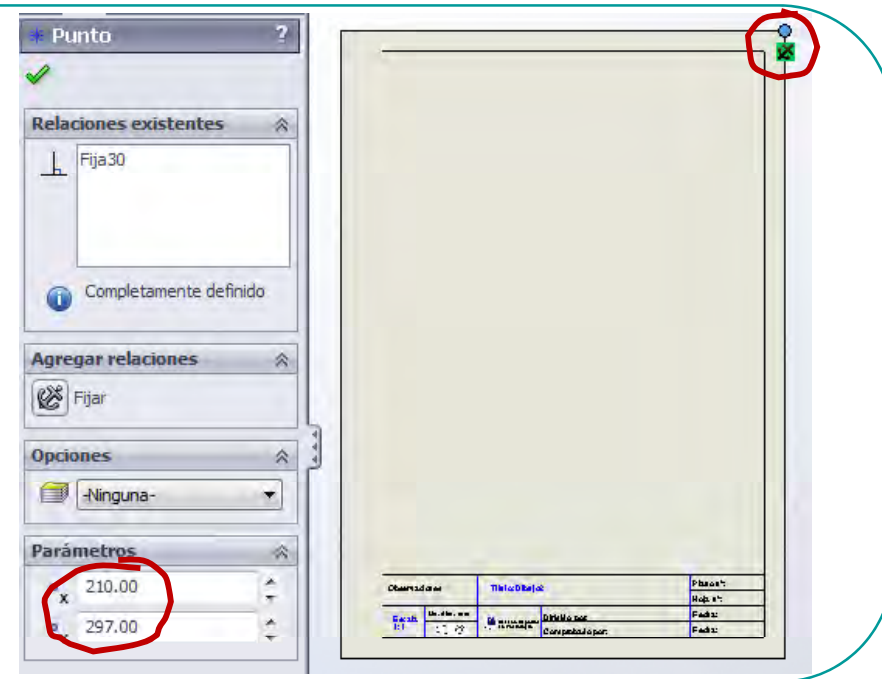 Punto ?
Relaciones existentes
Fija30
Completamente definido
Agregar relaciones
Fijar
Opciones
-Ninguna-
Parámetros
x 210.00
297.00
Observaciones
Título Dibujo:
Plano nº:
Hoja nº:
Escala
1:1
Dirigido por:
Comprobado por:
Fecha:
Fecha: